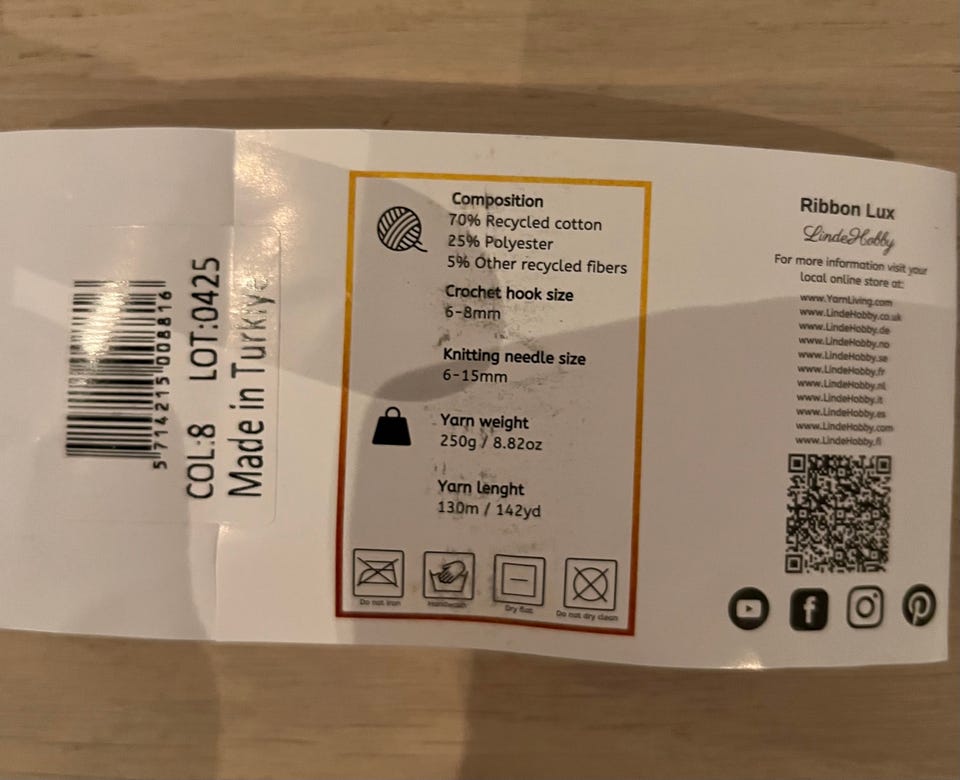 5 714215 008816
COL:8 LOT:0425
Made in Türkiye
Composition
70% Recycled cotton
25% Polyester
5% Other recycled fibers
Crochet hook size
6-8mm
Knitting needle size
6-15mm
Yarn weight
250g / 8.82oz
Yarn lenght
130m / 142yd
Do not iron
Handwash
Dry flat
Do not dry clean
Ribbon Lux
LindeHobby
For more information visit your
local online store at:
www.YarnLiving.com
www.LindeHobby.co.uk
www.LindeHobby.de
www.LindeHobby.no
www.LindeHobby.se
www.LindeHobby.fr
www.LindeHobby.nl
www.LindeHobby.it
www.LindeHobby.es
www.LindeHobby.com
www.LindeHobby.fi